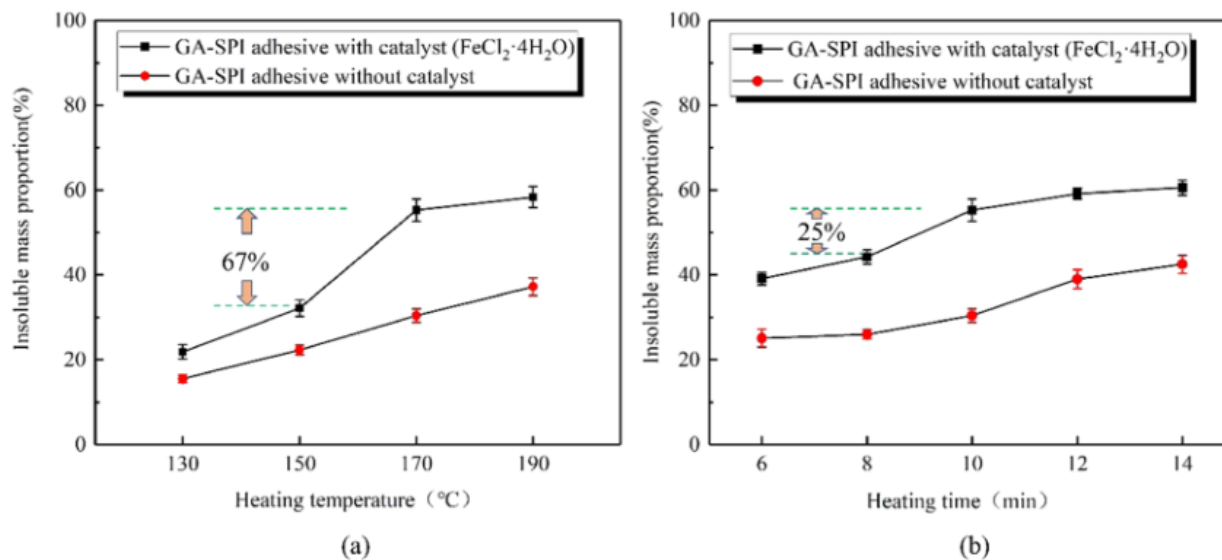 100
80
60
40
20
0
Insoluble mass proportion(%)
GA-SPI adhesive with catalyst (FeCl₂·4H₂O)
GA-SPI adhesive without catalyst
67%
130 150 170 190
Heating temperature（℃）
(a)
100
80
60
40
20
0
Insoluble mass proportion(%)
GA-SPI adhesive with catalyst (FeCl₂·4H₂O)
GA-SPI adhesive without catalyst
25%
6 8 10 12 14
Heating time（min）
(b)